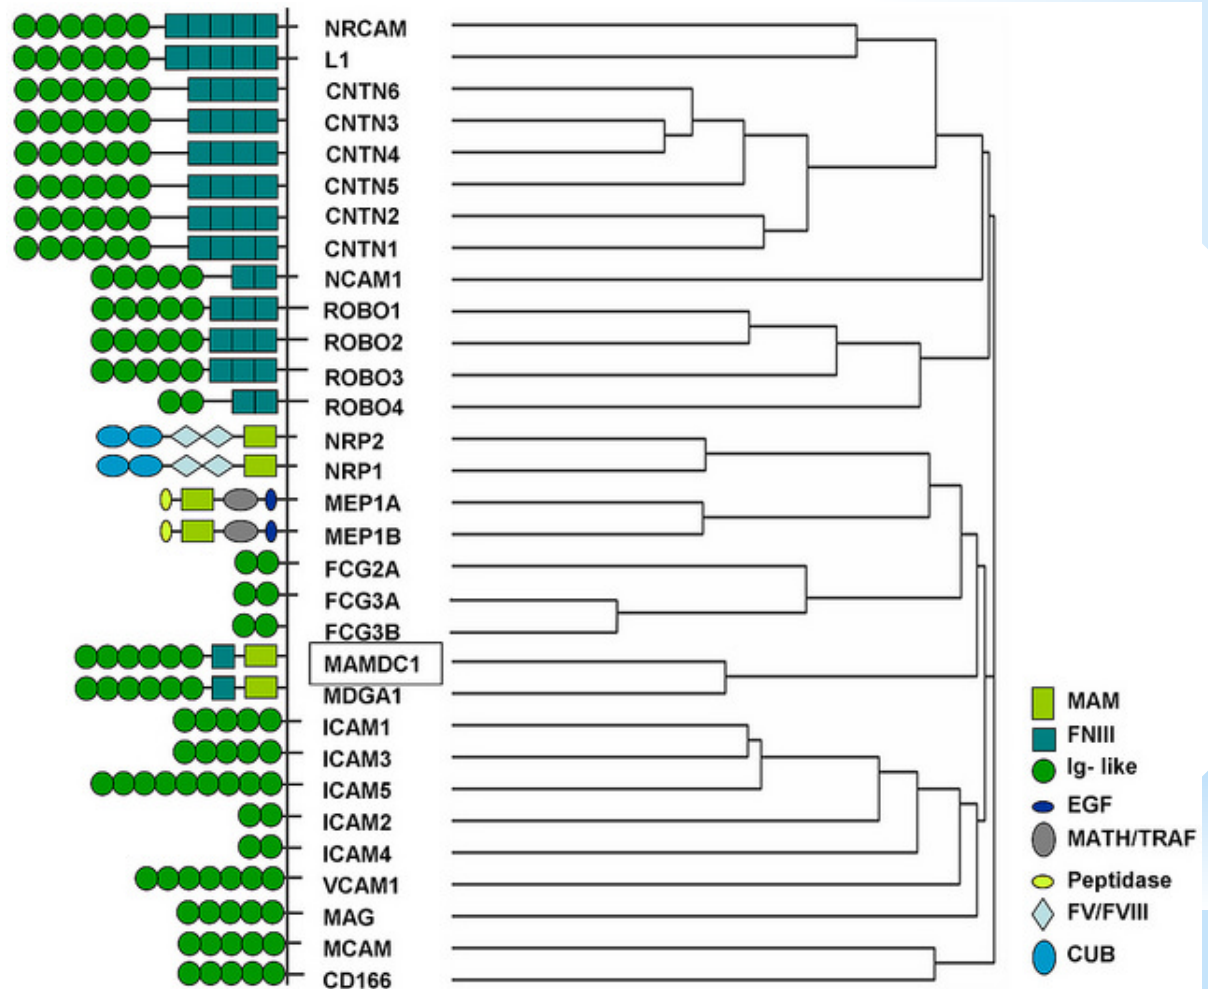 NRCAM
L1
CNTN6
CNTN3
CNTN4
CNTN5
CNTN2
CNTN1
NCAM1
ROBO1
ROBO2
ROBO3
ROBO4
NRP2
NRP1
MEP1A
MEP1B
FCG2A
FCG3A
FCG3B
MAMDC1
MDGA1
ICAM1
ICAM3
ICAM5
ICAM2
ICAM4
VCAM1
MAG
MCAM
CD166
MAM
FNIII
Ig- like
EGF
MATH/TRAF
Peptidase
FV/FVIII
CUB